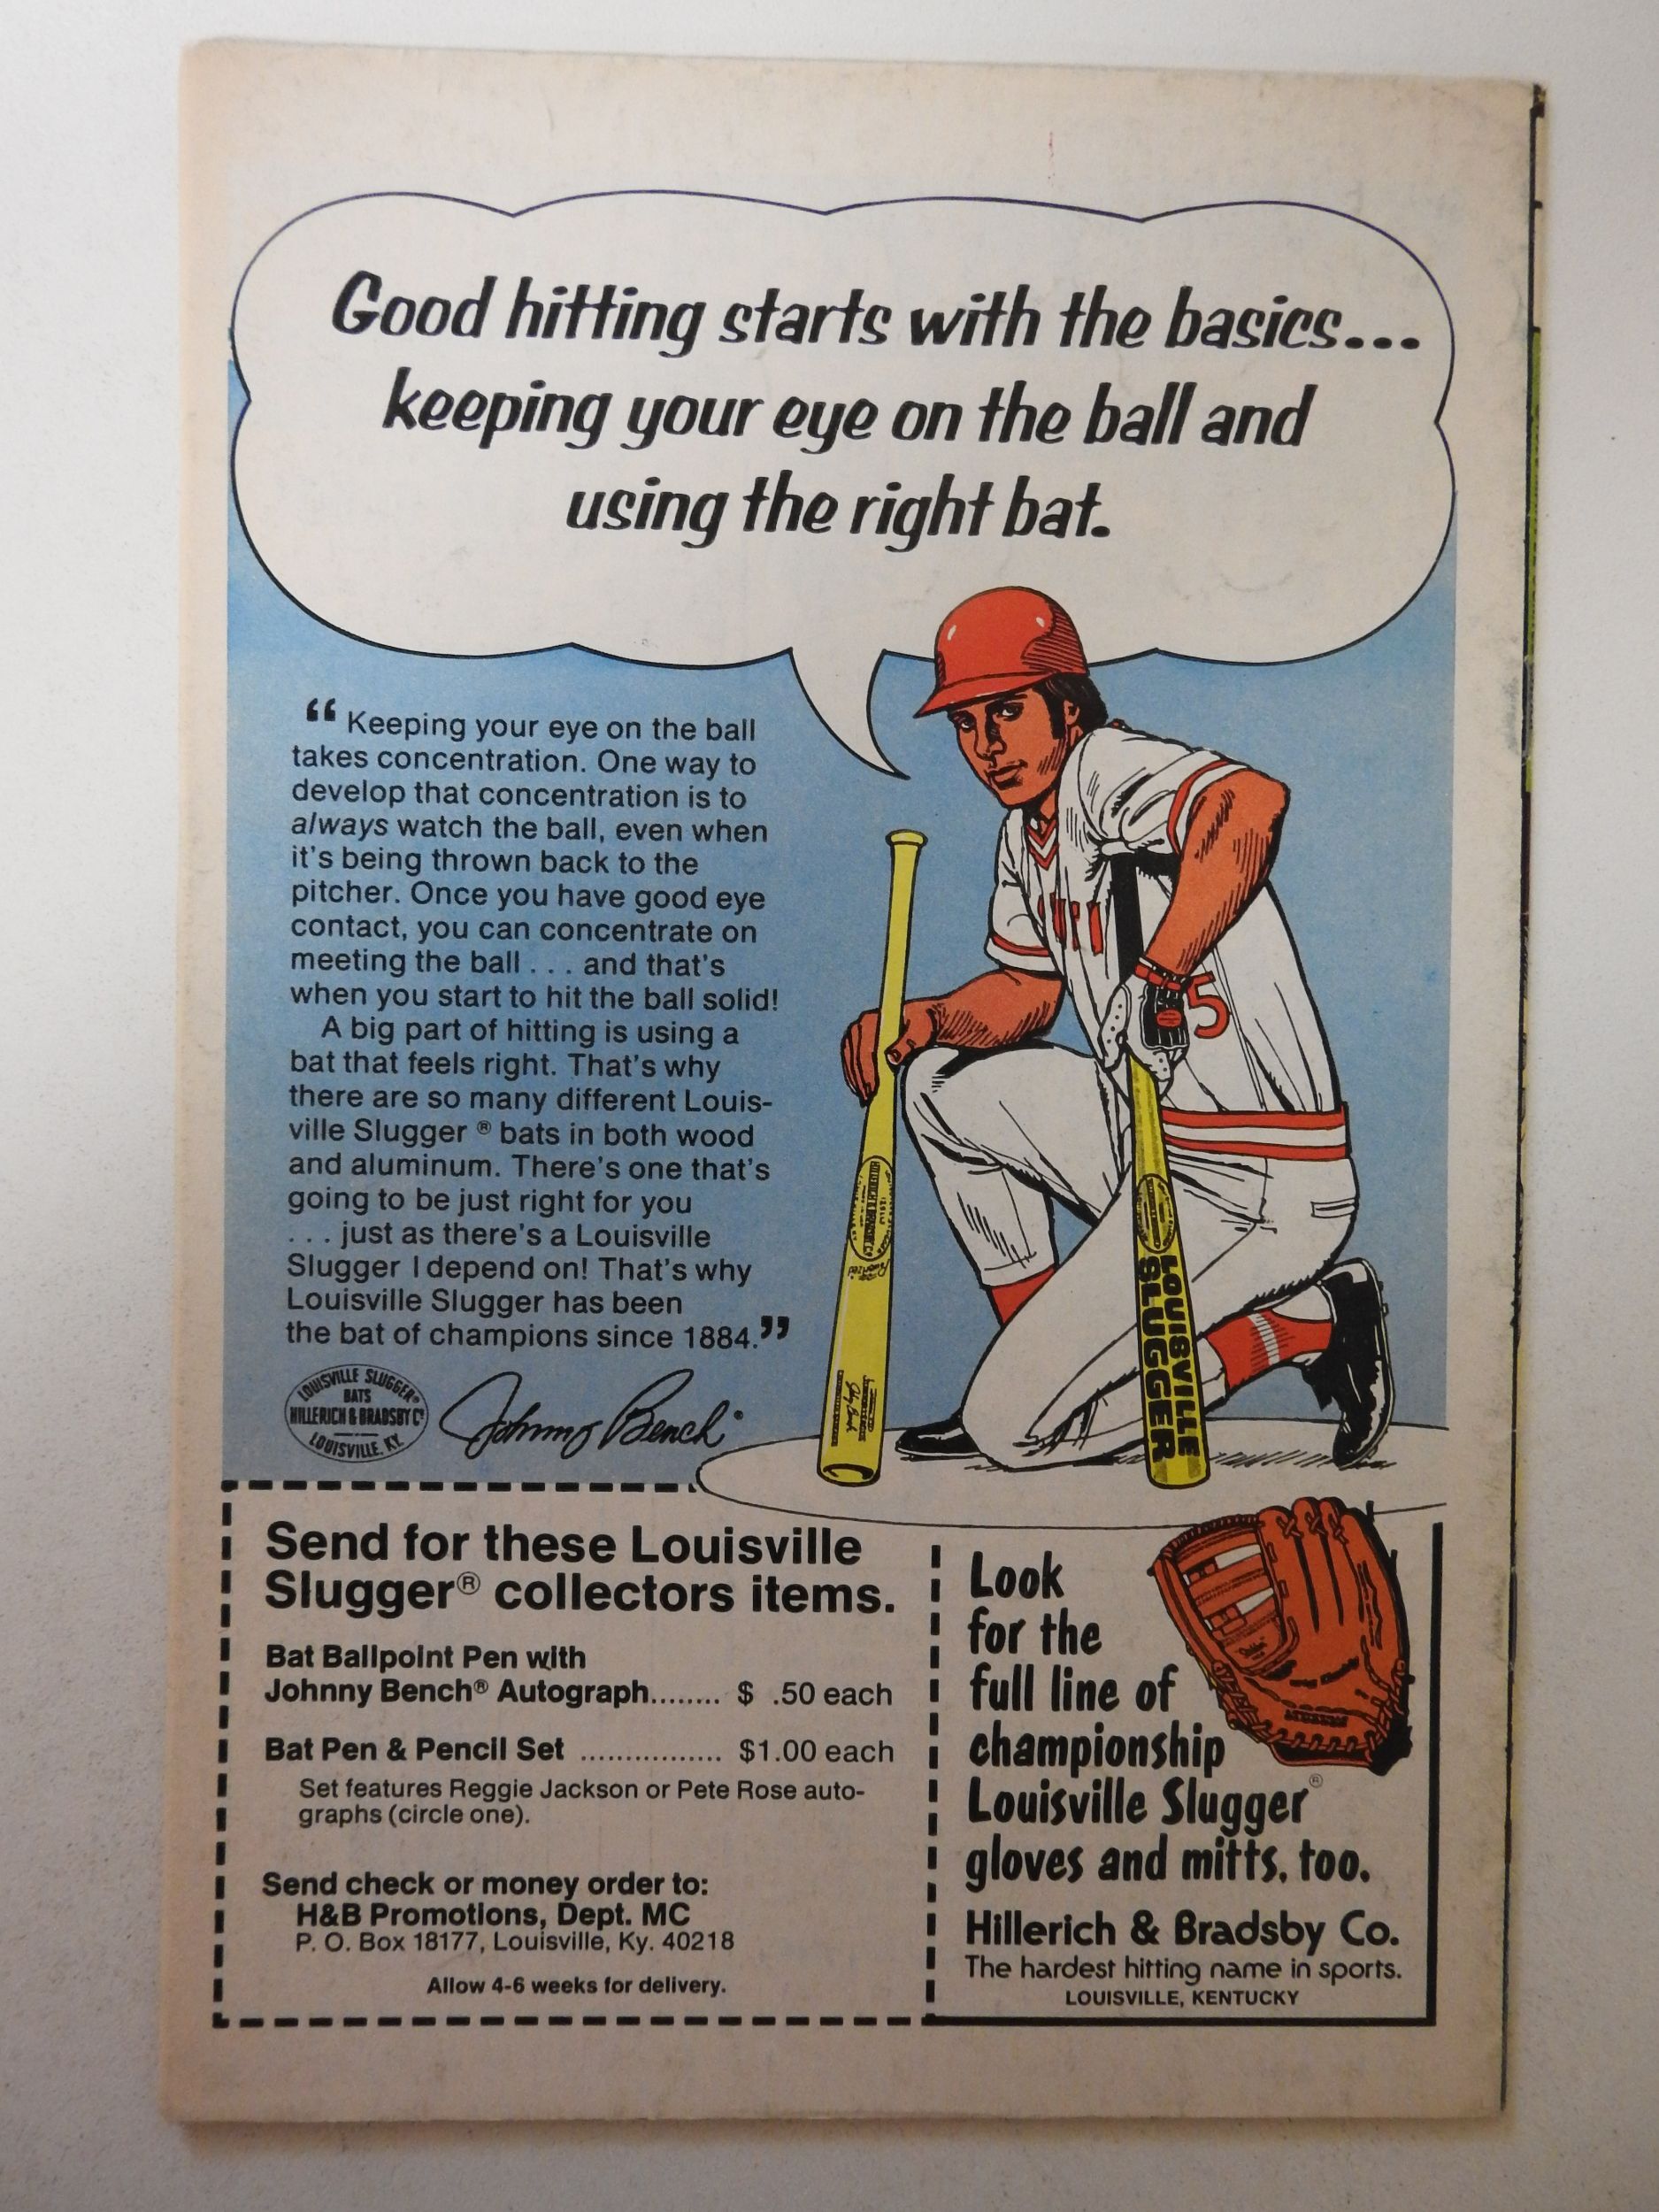 Good hitting starts with the basics...
keeping your eye on the ball and
using the right bat.
“ Keeping your eye on the ball
takes concentration. One way to
develop that concentration is to
always watch the ball, even when
it's being thrown back to the
pitcher. Once you have good eye
contact, you can concentrate on
meeting the ball . . . and that's
when you start to hit the ball solid!
A big part of hitting is using a
bat that feels right. That's why
there are so many different Louis-
ville Slugger ® bats in both wood
and aluminum. There's one that's
going to be just right for you
. . . just as there's a Louisville
Slugger I depend on! That's why
Louisville Slugger has been
the bat of champions since 1884.”
LOUISVILLE SLUGGER®
BATS
HILLERICH & BRADSBY Co
LOUISVILLE, KY.
Johnny Bench®
5
LOUISVILLE
SLUGGER
Send for these Louisville
Slugger® collectors items.
Bat Ballpoint Pen with
Johnny Bench® Autograph........ $ .50 each
Bat Pen & Pencil Set ................ $1.00 each
Set features Reggie Jackson or Pete Rose auto-
graphs (circle one).
Send check or money order to:
H&B Promotions, Dept. MC
P. O. Box 18177, Louisville, Ky. 40218
Allow 4-6 weeks for delivery.
Look
for the
full line of
championship
Louisville Slugger®
gloves and mitts, too.
Hillerich & Bradsby Co.
The hardest hitting name in sports.
LOUISVILLE, KENTUCKY